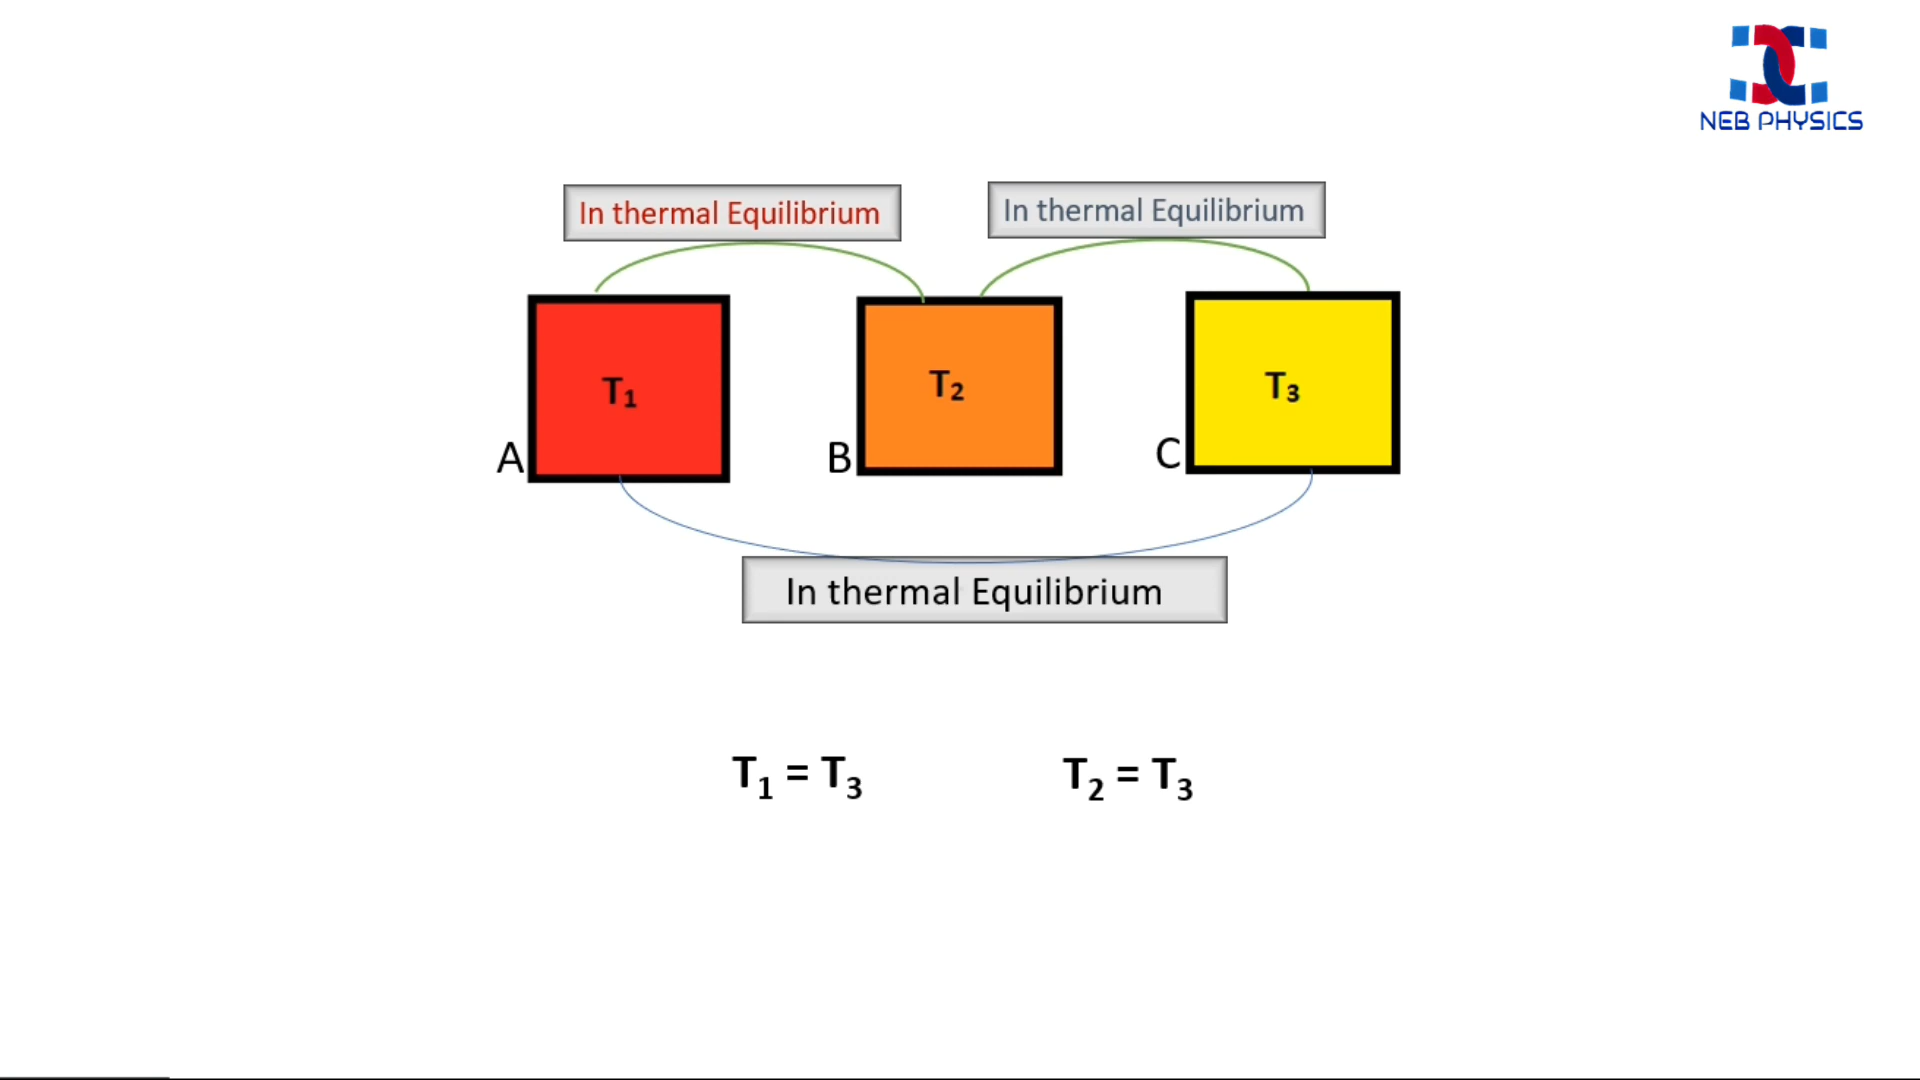 NEB PHYSICS
In thermal Equilibrium
In thermal Equilibrium
T₁
T₂
T₃
A
B
C
In thermal Equilibrium
T₁ = T₃
T₂ = T₃